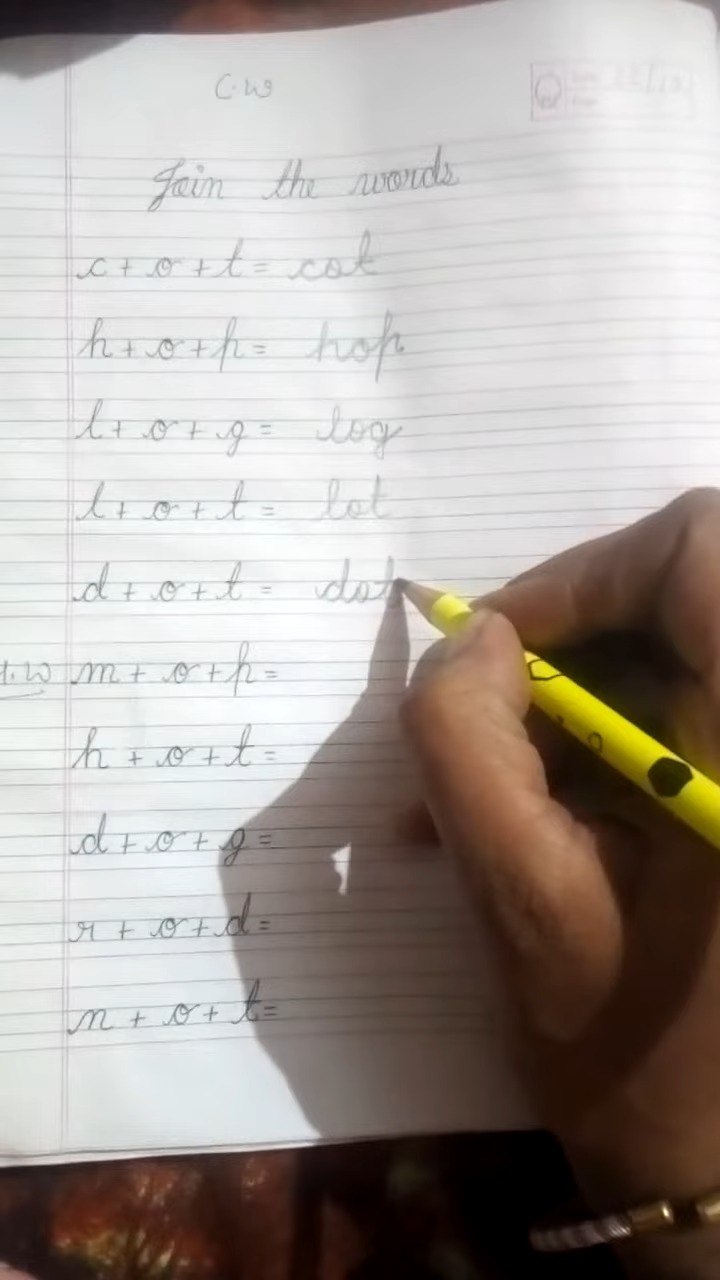 C.W
Join the words
c + o + t = cot
h + o + p = hop
l + o + g = log
l + o + t = lot
d + o + t = dot
H.W m + o + p =
h + o + t =
d + o + g =
r + o + d =
n + o + t =